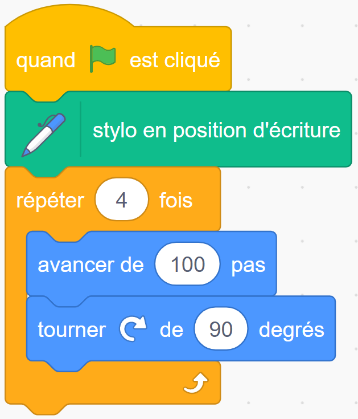 quand est cliqué
stylo en position d'écriture
répéter 4 fois
avancer de 100 pas
tourner de 90 degrés